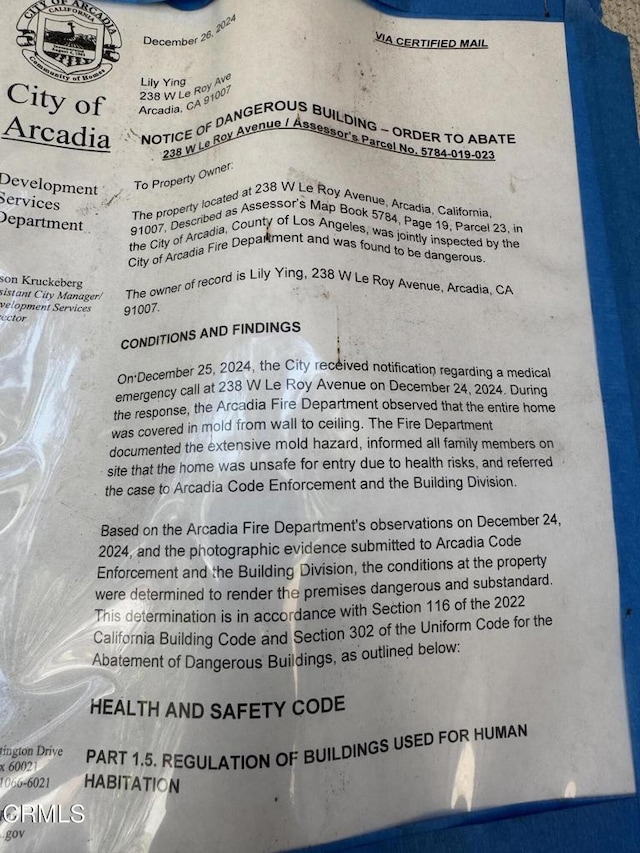 CITY OF ARCADIA
CALIFORNIA
Community of Homes
City of
Arcadia
Development
Services
Department
son Kruckeberg
sistant City Manager/
velopment Services
ector
December 26, 2024
VIA CERTIFIED MAIL
Lily Ying
238 W Le Roy Ave
Arcadia, CA 91007
NOTICE OF DANGEROUS BUILDING – ORDER TO ABATE
238 W Le Roy Avenue / Assessor's Parcel No. 5784-019-023
To Property Owner:
The property located at 238 W Le Roy Avenue, Arcadia, California,
91007, Described as Assessor's Map Book 5784, Page 19, Parcel 23, in
the City of Arcadia, County of Los Angeles, was jointly inspected by the
City of Arcadia Fire Department and was found to be dangerous.
The owner of record is Lily Ying, 238 W Le Roy Avenue, Arcadia, CA
91007.
CONDITIONS AND FINDINGS
On December 25, 2024, the City received notification regarding a medical
emergency call at 238 W Le Roy Avenue on December 24, 2024. During
the response, the Arcadia Fire Department observed that the entire home
was covered in mold from wall to ceiling. The Fire Department
documented the extensive mold hazard, informed all family members on
site that the home was unsafe for entry due to health risks, and referred
the case to Arcadia Code Enforcement and the Building Division.
Based on the Arcadia Fire Department's observations on December 24,
2024, and the photographic evidence submitted to Arcadia Code
Enforcement and the Building Division, the conditions at the property
were determined to render the premises dangerous and substandard.
This determination is in accordance with Section 116 of the 2022
California Building Code and Section 302 of the Uniform Code for the
Abatement of Dangerous Buildings, as outlined below:
HEALTH AND SAFETY CODE
PART 1.5. REGULATION OF BUILDINGS USED FOR HUMAN
HABITATION
tington Drive
x 60021
1066-6021
CRMLS
.gov